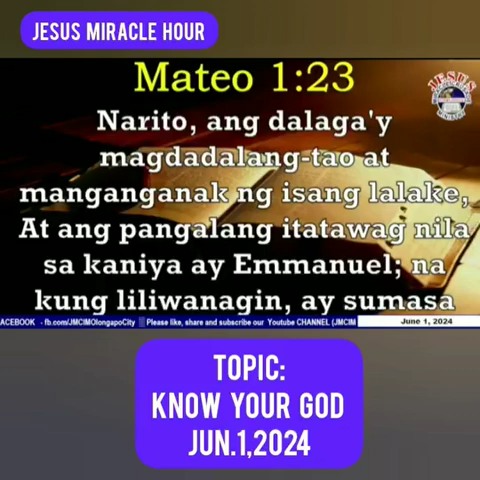 JESUS MIRACLE HOUR
Mateo 1:23
JESUS
Narito, ang dalaga'y
magdadalang-tao at
manganganak ng isang lalake,
At ang pangalang itatawag nila
sa kaniya ay Emmanuel; na
kung liliwanagin, ay sumasa
ACEBOOK - fb.com/JMCIMOlongapoCity Please like, share and subscribe our Youtube CHANNEL (JMCIM June 1, 2024
TOPIC:
KNOW YOUR GOD
JUN.1,2024